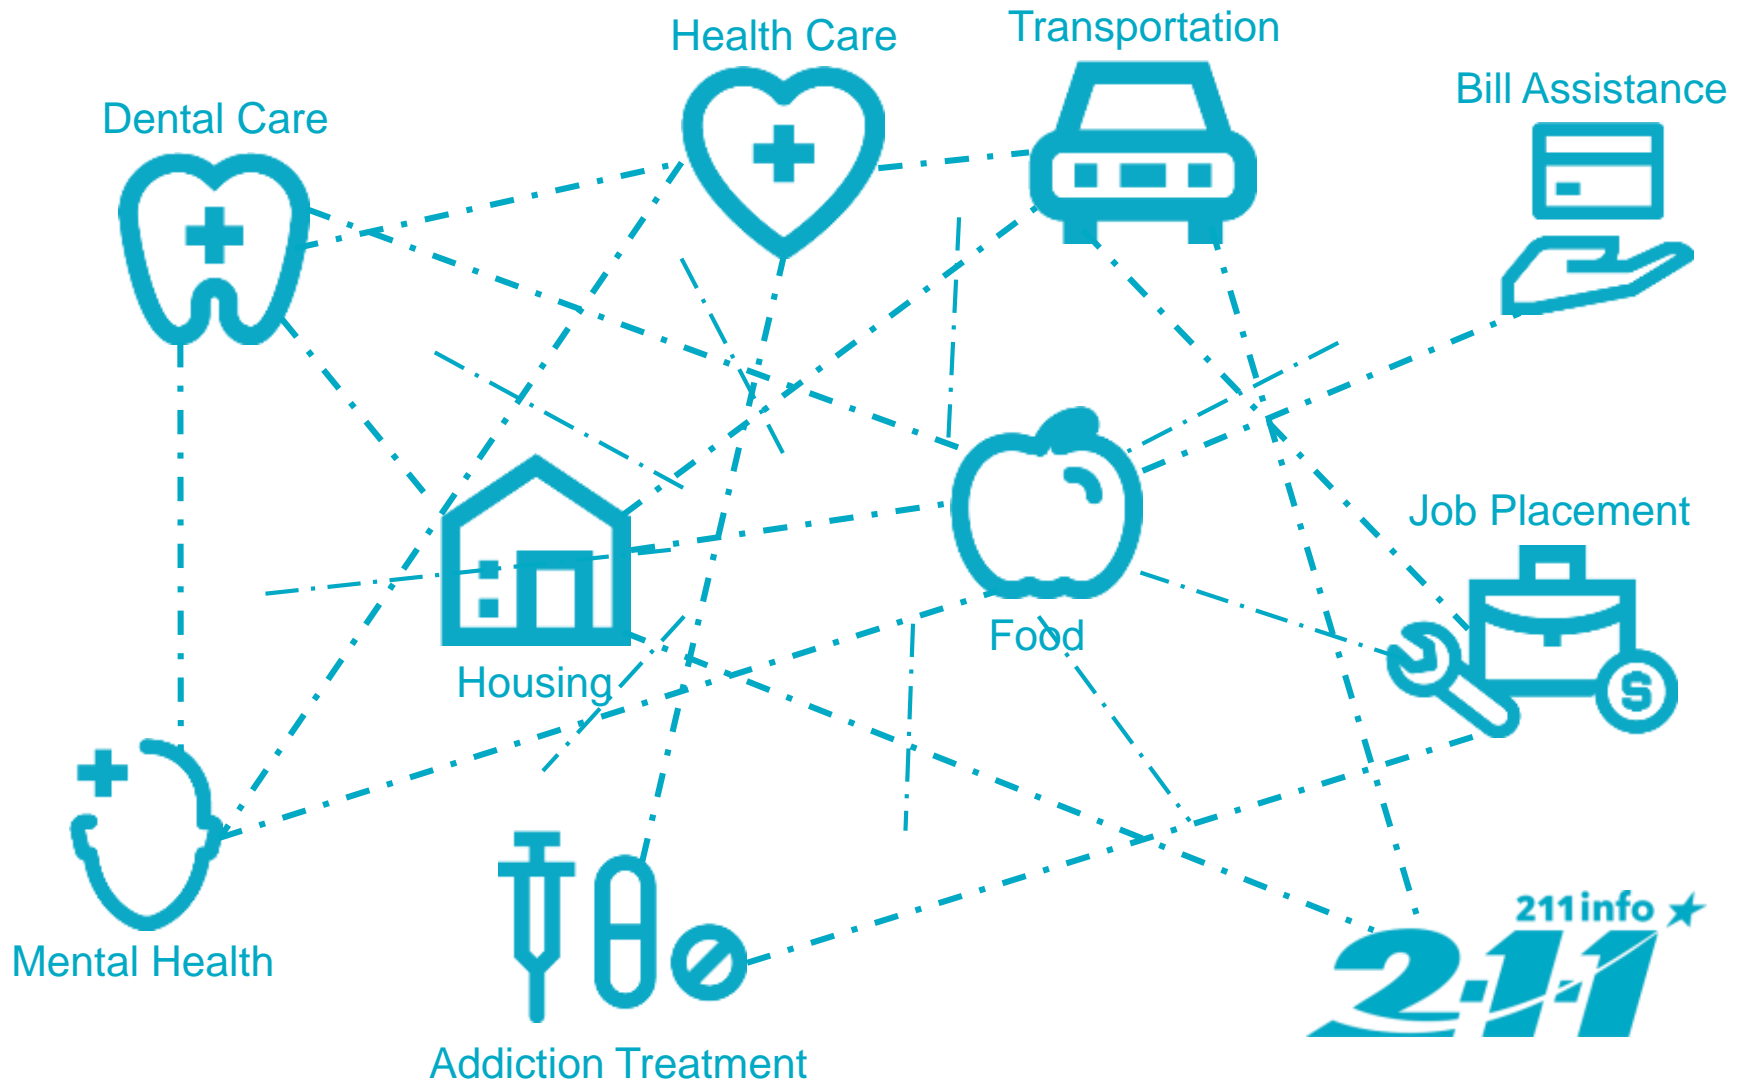 Health Care
Transportation
Bill Assistance
Dental Care
Job Placement
Food
Housing
$
211info
2-1-1
Mental Health
Addiction Treatment